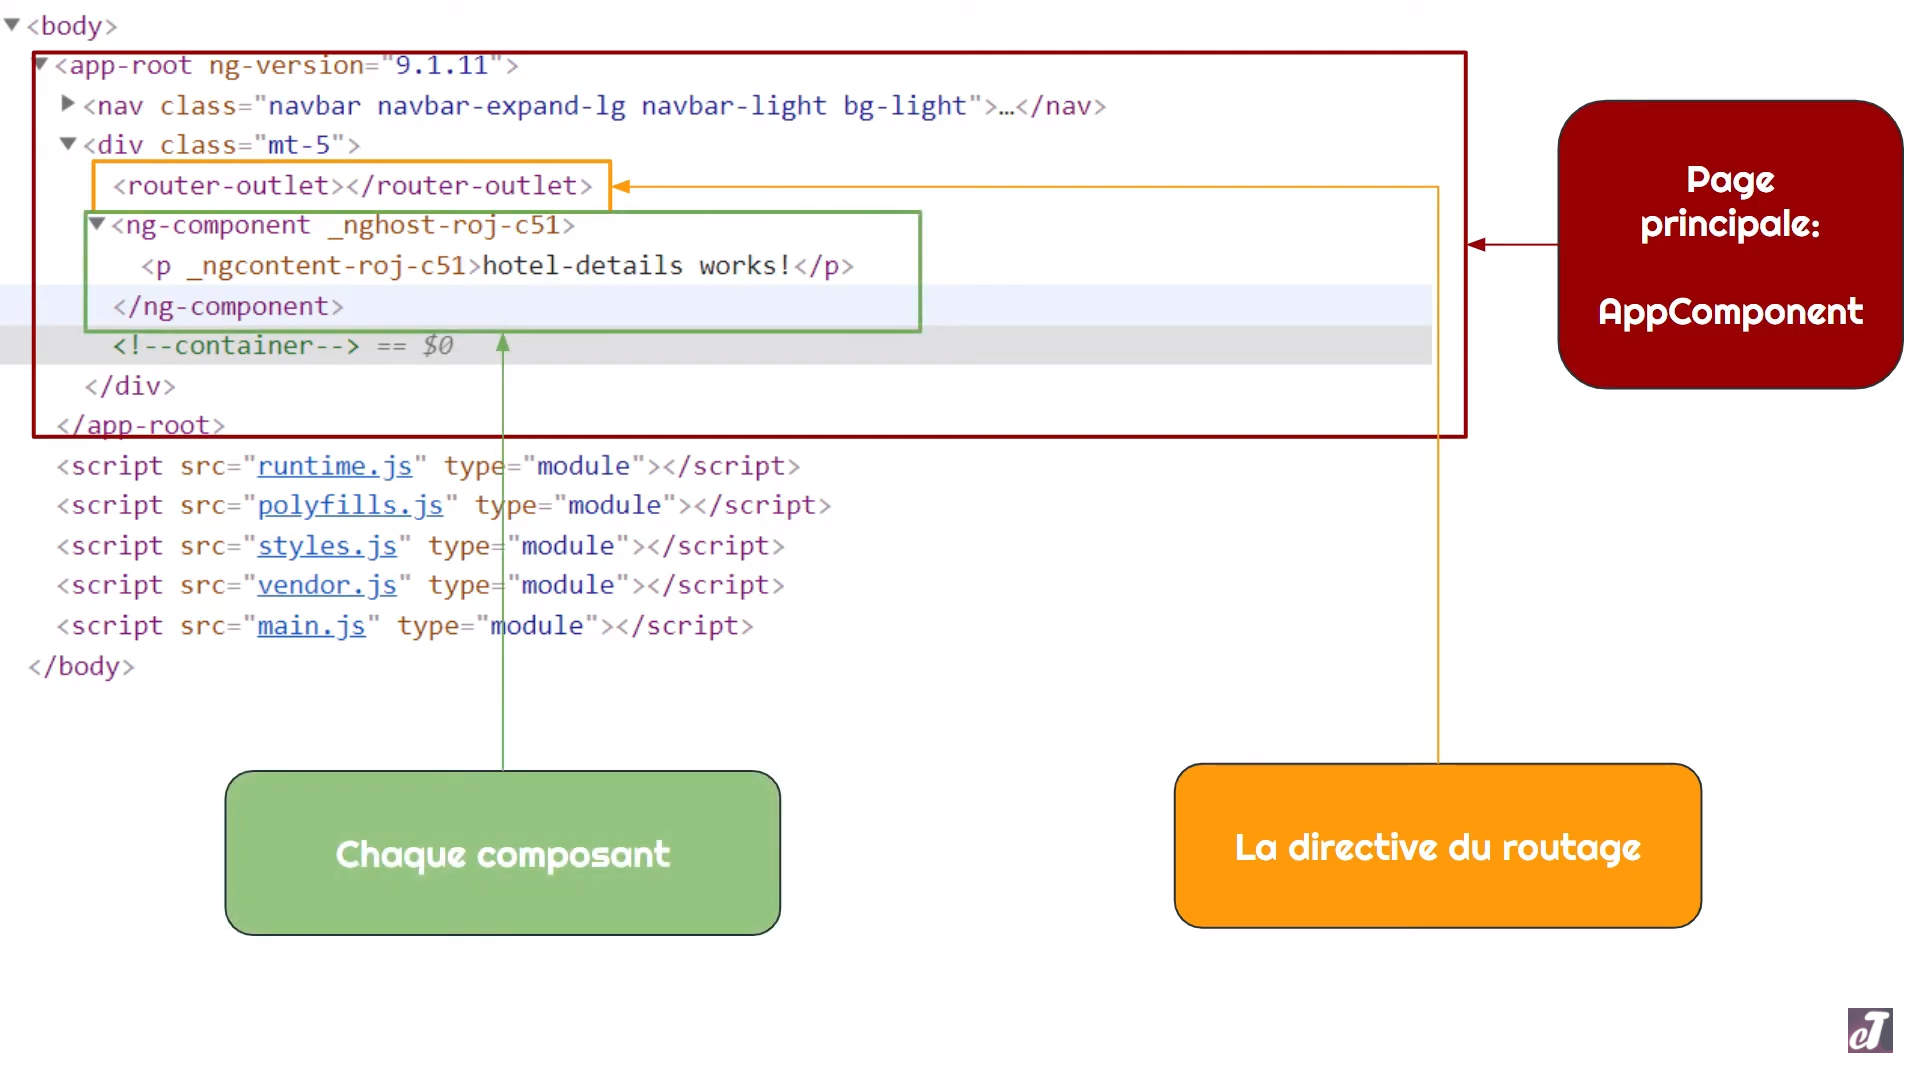 <body>
<app-root ng-version="9.1.11">
<nav class="navbar navbar-expand-lg navbar-light bg-light">…</nav>
<div class="mt-5">
<router-outlet></router-outlet>
<ng-component _nghost-roj-c51>
<p _ngcontent-roj-c51>hotel-details works!</p>
</ng-component>
<!--container--> == $0
</div>
</app-root>
<script src="runtime.js" type="module"></script>
<script src="polyfills.js" type="module"></script>
<script src="styles.js" type="module"></script>
<script src="vendor.js" type="module"></script>
<script src="main.js" type="module"></script>
</body>
Page
principale:
AppComponent
Chaque composant
La directive du routage
eT